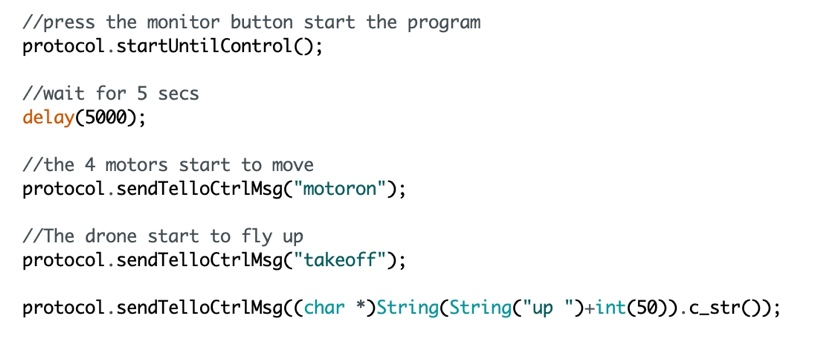 //press the monitor button start the program
protocol.startUntilControl();
//wait for 5 secs
delay(5000);
//the 4 motors start to move
protocol.sendTelloCtrlMsg("motoron");
//The drone start to fly up
protocol.sendTelloCtrlMsg("takeoff");
protocol.sendTelloCtrlMsg((char *)String(String("up ")+int(50)).c_str());